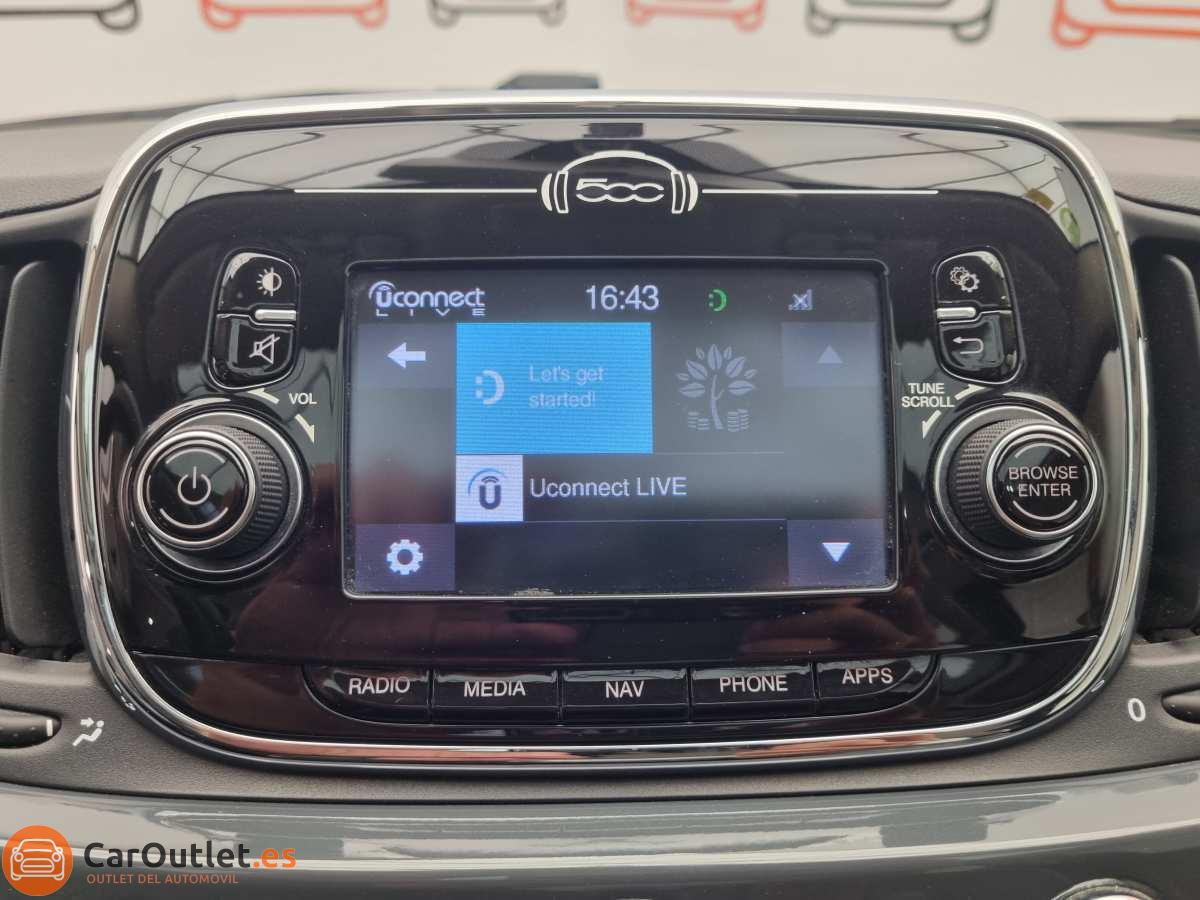 500
uconnect
LIVE
16:43
Let's get
started!
VOL
TUNE
SCROLL
Uconnect LIVE
BROWSE
ENTER
RADIO MEDIA NAV PHONE APPS
0
CarOutlet.es
OUTLET DEL AUTOMOVIL